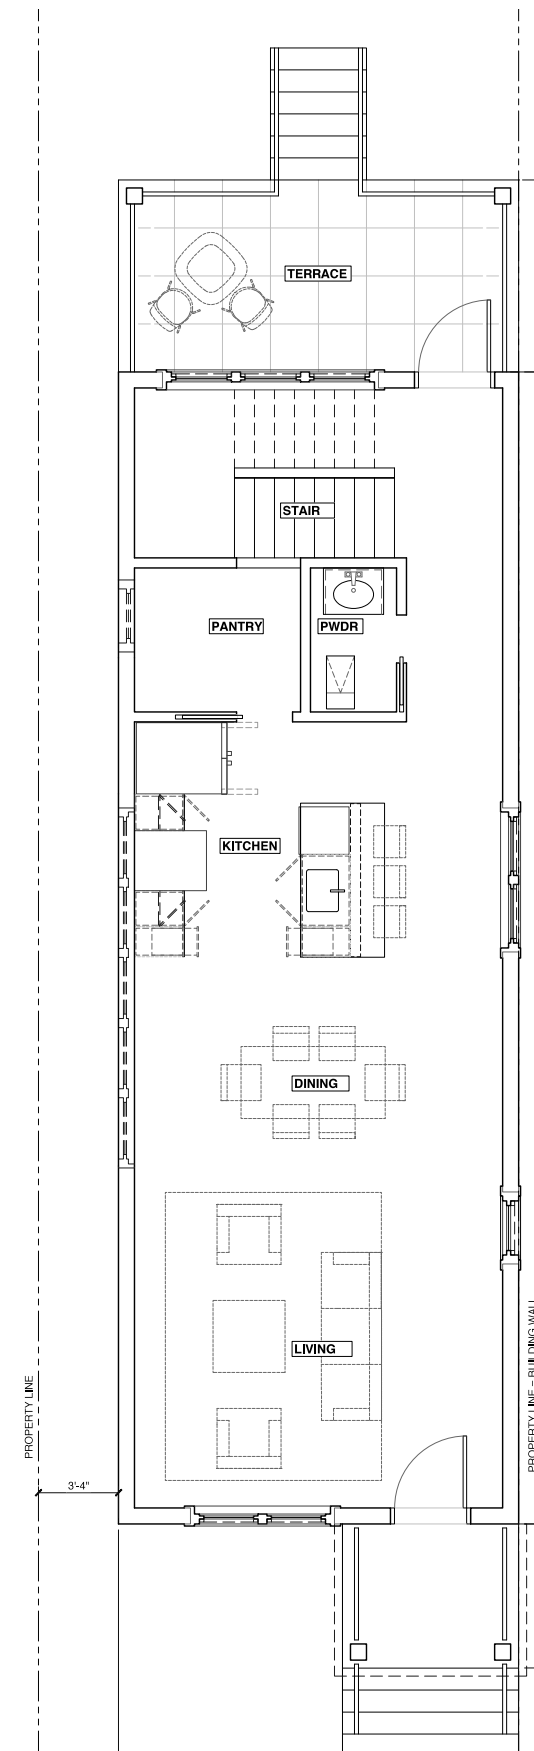 TERRACE
STAIR
PANTRY
PWDR
KITCHEN
DINING
LIVING
PROPERTY LINE
PROPERTY LINE – BUILDING WALL
3'-4"